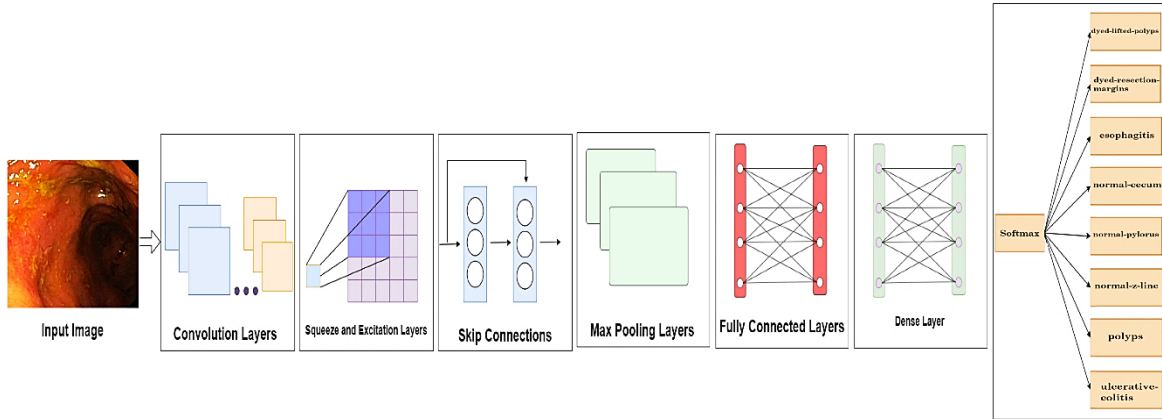 Input Image
Convolution Layers
Squeeze and Excitation Layers
Skip Connections
Max Pooling Layers
Fully Connected Layers
Dense Layer
Softmax
dyed-lifted-polyps
dyed-resection-
margins
esophagitis
normal-cecum
normal-pylorus
normal-z-line
polyps
ulcerative-
colitis